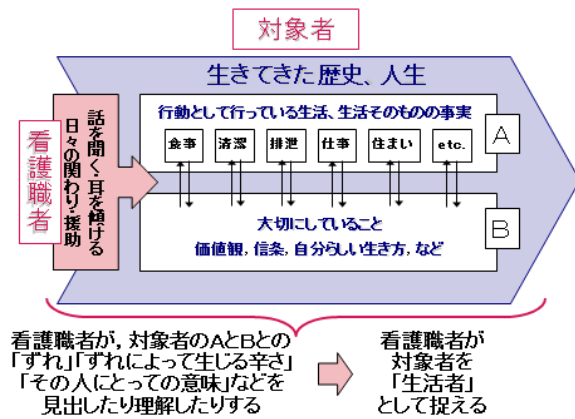 対象者
生きてきた歴史、人生
看護職者
話を聞く・耳を傾ける
日々の関わり・援助
行動として行っている生活、生活そのものの事実
食事 清潔 排泄 仕事 住まい etc.
A
大切にしていること
価値観，信条，自分らしい生き方，など
B
看護職者が，対象者のAとBとの
「ずれ」「ずれによって生じる辛さ」
「その人にとっての意味」などを
見出したり理解したりする
看護職者が
対象者を
「生活者」
として捉える